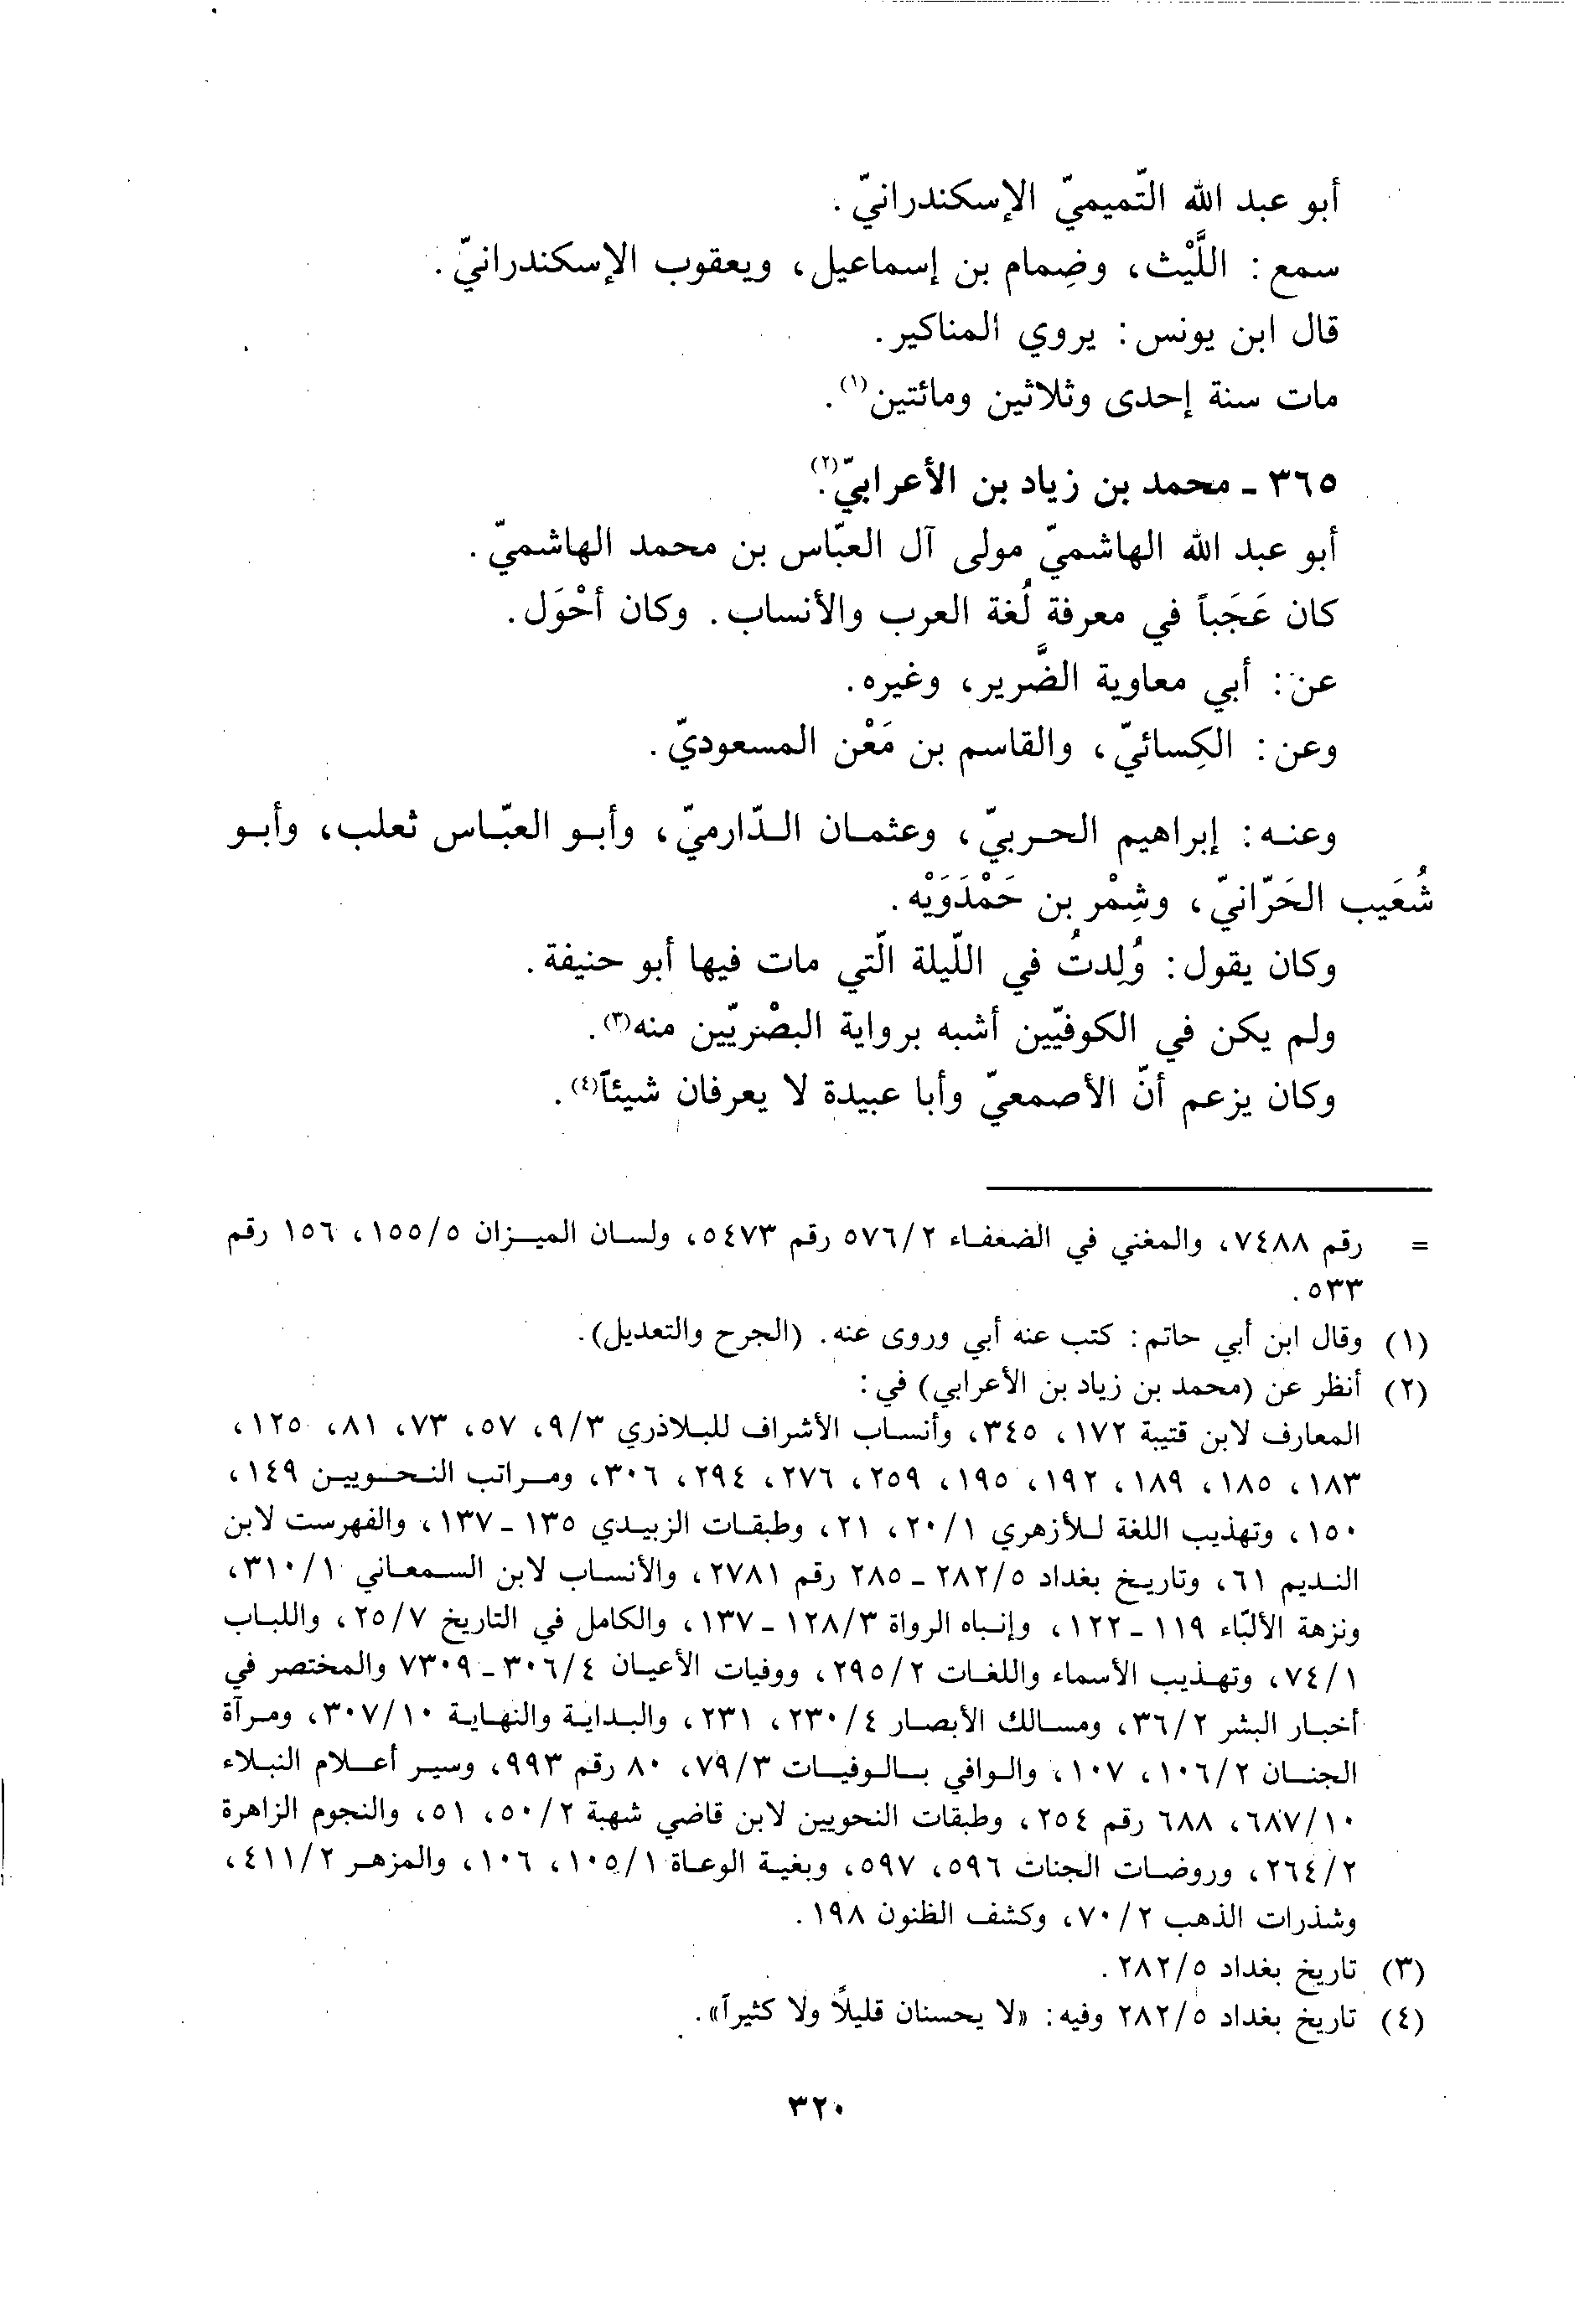 أبو عبد الله التّميميّ الإسكندرانيّ.
سمع: اللَّيْث، وضِمام بن إسماعيل، ويعقوب الإسكندرانيّ.
قال ابن يونس: يروي المناكير.
مات سنة إحدى وثلاثين ومائتين(١).
٣٦٥ ـ محمد بن زياد بن الأعرابيّ(٢).
أبو عبد الله الهاشميّ مولى آل العبّاس بن محمد الهاشميّ.
كان عَجَباً في معرفة لُغة العرب والأنساب. وكان أحْوَل.
عن: أبي معاوية الضَّرير، وغيره.
وعن: الكِسائيّ، والقاسم بن مَعْن المسعوديّ.
وعنه: إبراهيم الحربيّ، وعثمان الدّارميّ، وأبو العبّاس ثعلب، وأبو
شُعَيب الحَرّانيّ، وشِمْر بن حَمْدَوَيْه.
وكان يقول: وُلِدتُ في اللّيلة الّتي مات فيها أبو حنيفة.
ولم يكن في الكوفيّين أشبه برواية البصْريّين منه(٣).
وكان يزعم أنّ الأصمعيّ وأبا عبيدة لا يعرفان شيئاً(٤).
= رقم ٧٤٨٨، والمغني في الضعفاء ٥٧٦/٢ رقم ٥٤٧٣، ولسان الميزان ١٥٥/٥، ١٥٦ رقم
٥٣٣.
(١) وقال ابن أبي حاتم: كتب عنه أبي وروى عنه. (الجرح والتعديل).
(٢) أنظر عن (محمد بن زياد بن الأعرابي) في:
المعارف لابن قتيبة ١٧٢، ٣٤٥، وأنساب الأشراف للبلاذري ٩/٣، ٥٧، ٧٣، ٨١، ١٢٥،
١٨٣، ١٨٥، ١٨٩، ١٩٢، ١٩٥، ٢٥٩، ٢٧٦، ٢٩٤، ٣٠٦، ومراتب النحويين ١٤٩،
١٥٠، وتهذيب اللغة للأزهري ٢٠/١، ٢١، وطبقات الزبيدي ١٣٥ ـ ١٣٧، والفهرست لابن
النديم ٦١، وتاريخ بغداد ٢٨٢/٥ ـ ٢٨٥ رقم ٢٧٨١، والأنساب لابن السمعاني ٣١٠/١،
ونزهة الألبّاء ١١٩ ـ ١٢٢، وإنباه الرواة ١٢٨/٣ ـ ١٣٧، والكامل في التاريخ ٢٥/٧، واللباب
٧٤/١، وتهذيب الأسماء واللغات ٢٩٥/٢، ووفيات الأعيان ٣٠٦/٤ ـ ٧٣٠٩ والمختصر في
أخبار البشر ٣٦/٢، ومسالك الأبصار ٢٣٠/٤، ٢٣١، والبداية والنهاية ٣٠٧/١٠، ومرآة
الجنان ١٠٦/٢، ١٠٧، والوافي بالوفيات ٧٩/٣، ٨٠ رقم ٩٩٣، وسير أعلام النبلاء
٦٨٧/١٠، ٦٨٨ رقم ٢٥٤، وطبقات النحويين لابن قاضي شهبة ٥٠/٢، ٥١، والنجوم الزاهرة
٢٦٤/٢، وروضات الجنات ٥٩٦، ٥٩٧، وبغية الوعاة ١٠٥/١، ١٠٦، والمزهر ٤١١/٢،
وشذرات الذهب ٧٠/٢، وكشف الظنون ١٩٨.
(٣) تاريخ بغداد ٢٨٢/٥.
(٤) تاريخ بغداد ٢٨٢/٥ وفيه: «لا يحسنان قليلاً ولا كثيراً».
٣٢٠